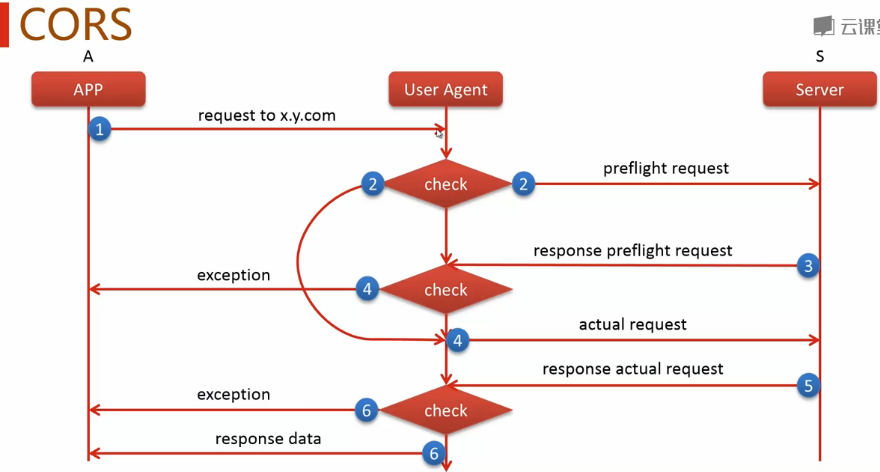 CORS
云课堂
A
S
APP
User Agent
Server
request to x.y.com
1
2
check
2
preflight request
response preflight request
3
exception
4
check
actual request
4
response actual request
5
exception
6
check
response data
6